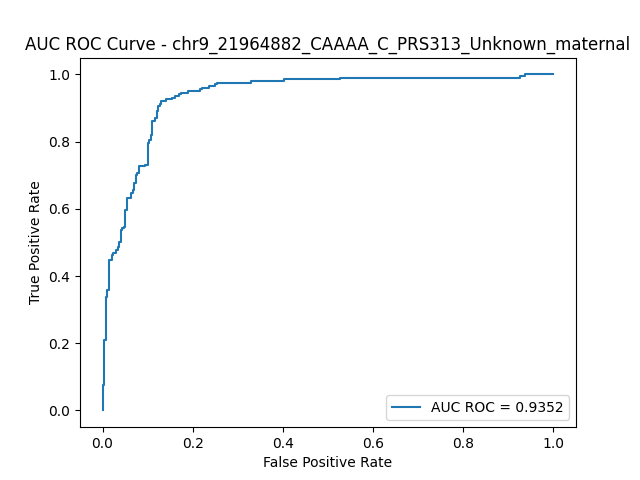 AUC ROC Curve - chr9_21964882_CAAAA_C_PRS313_Unknown_maternal
1.0
0.8
0.6
0.4
0.2
0.0
True Positive Rate
AUC ROC = 0.9352
0.0 0.2 0.4 0.6 0.8 1.0
False Positive Rate